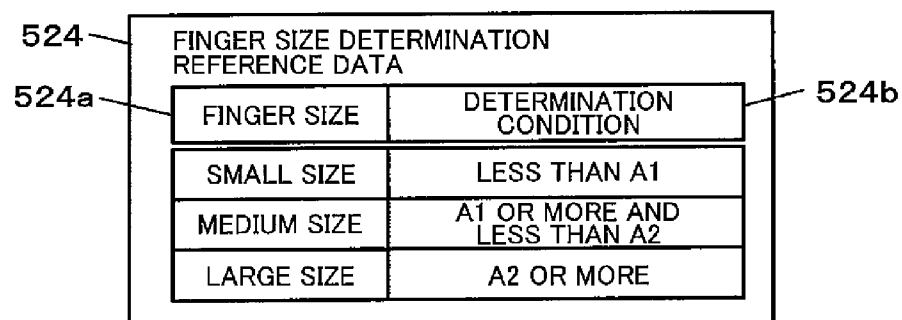 524
FINGER SIZE DETERMINATION
REFERENCE DATA
524a
524b
FINGER SIZE
DETERMINATION
CONDITION
SMALL SIZE
LESS THAN A1
MEDIUM SIZE
A1 OR MORE AND
LESS THAN A2
LARGE SIZE
A2 OR MORE